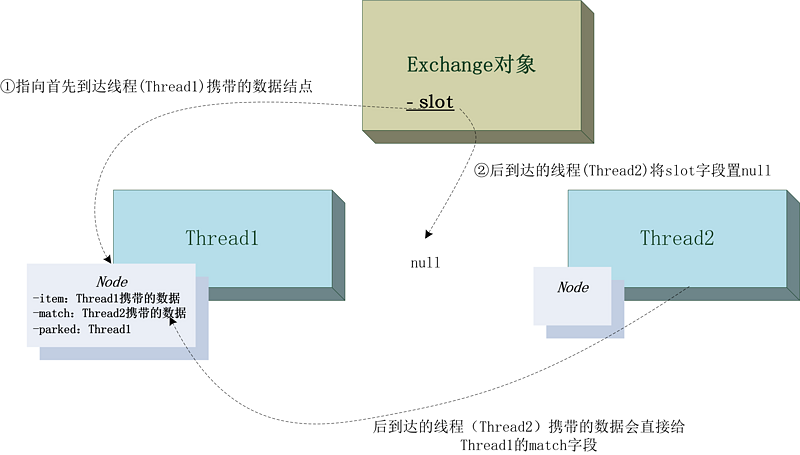 Exchange对象
- slot
①指向首先到达线程(Thread1)携带的数据结点
②后到达的线程(Thread2)将slot字段置null
Thread1
Thread2
null
Node
-item: Thread1携带的数据
-match: Thread2携带的数据
-parked: Thread1
Node
后到达的线程（Thread2）携带的数据会直接给
Thread1的match字段